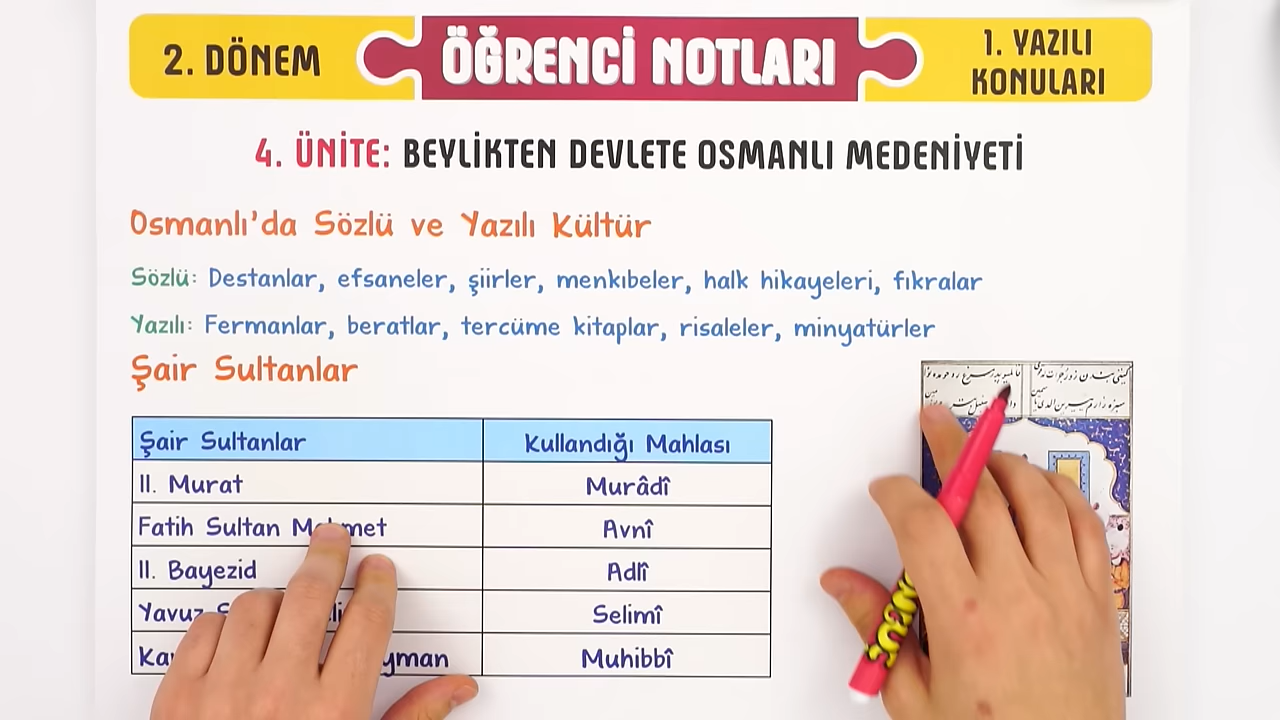 2. DÖNEM
ÖĞRENCİ NOTLARI
1. YAZILI
KONULARI
4. ÜNİTE: BEYLİKTEN DEVLETE OSMANLI MEDENİYETİ
Osmanlı'da Sözlü ve Yazılı Kültür
Sözlü: Destanlar, efsaneler, şiirler, menkıbeler, halk hikayeleri, fıkralar
Yazılı: Fermanlar, beratlar, tercüme kitaplar, risaleler, minyatürler
Şair Sultanlar
Şair Sultanlar Kullandığı Mahlası
II. Murat Murâdî
Fatih Sultan Mehmet Avnî
II. Bayezid Adlî
Yavuz Selimî
Muhibbî